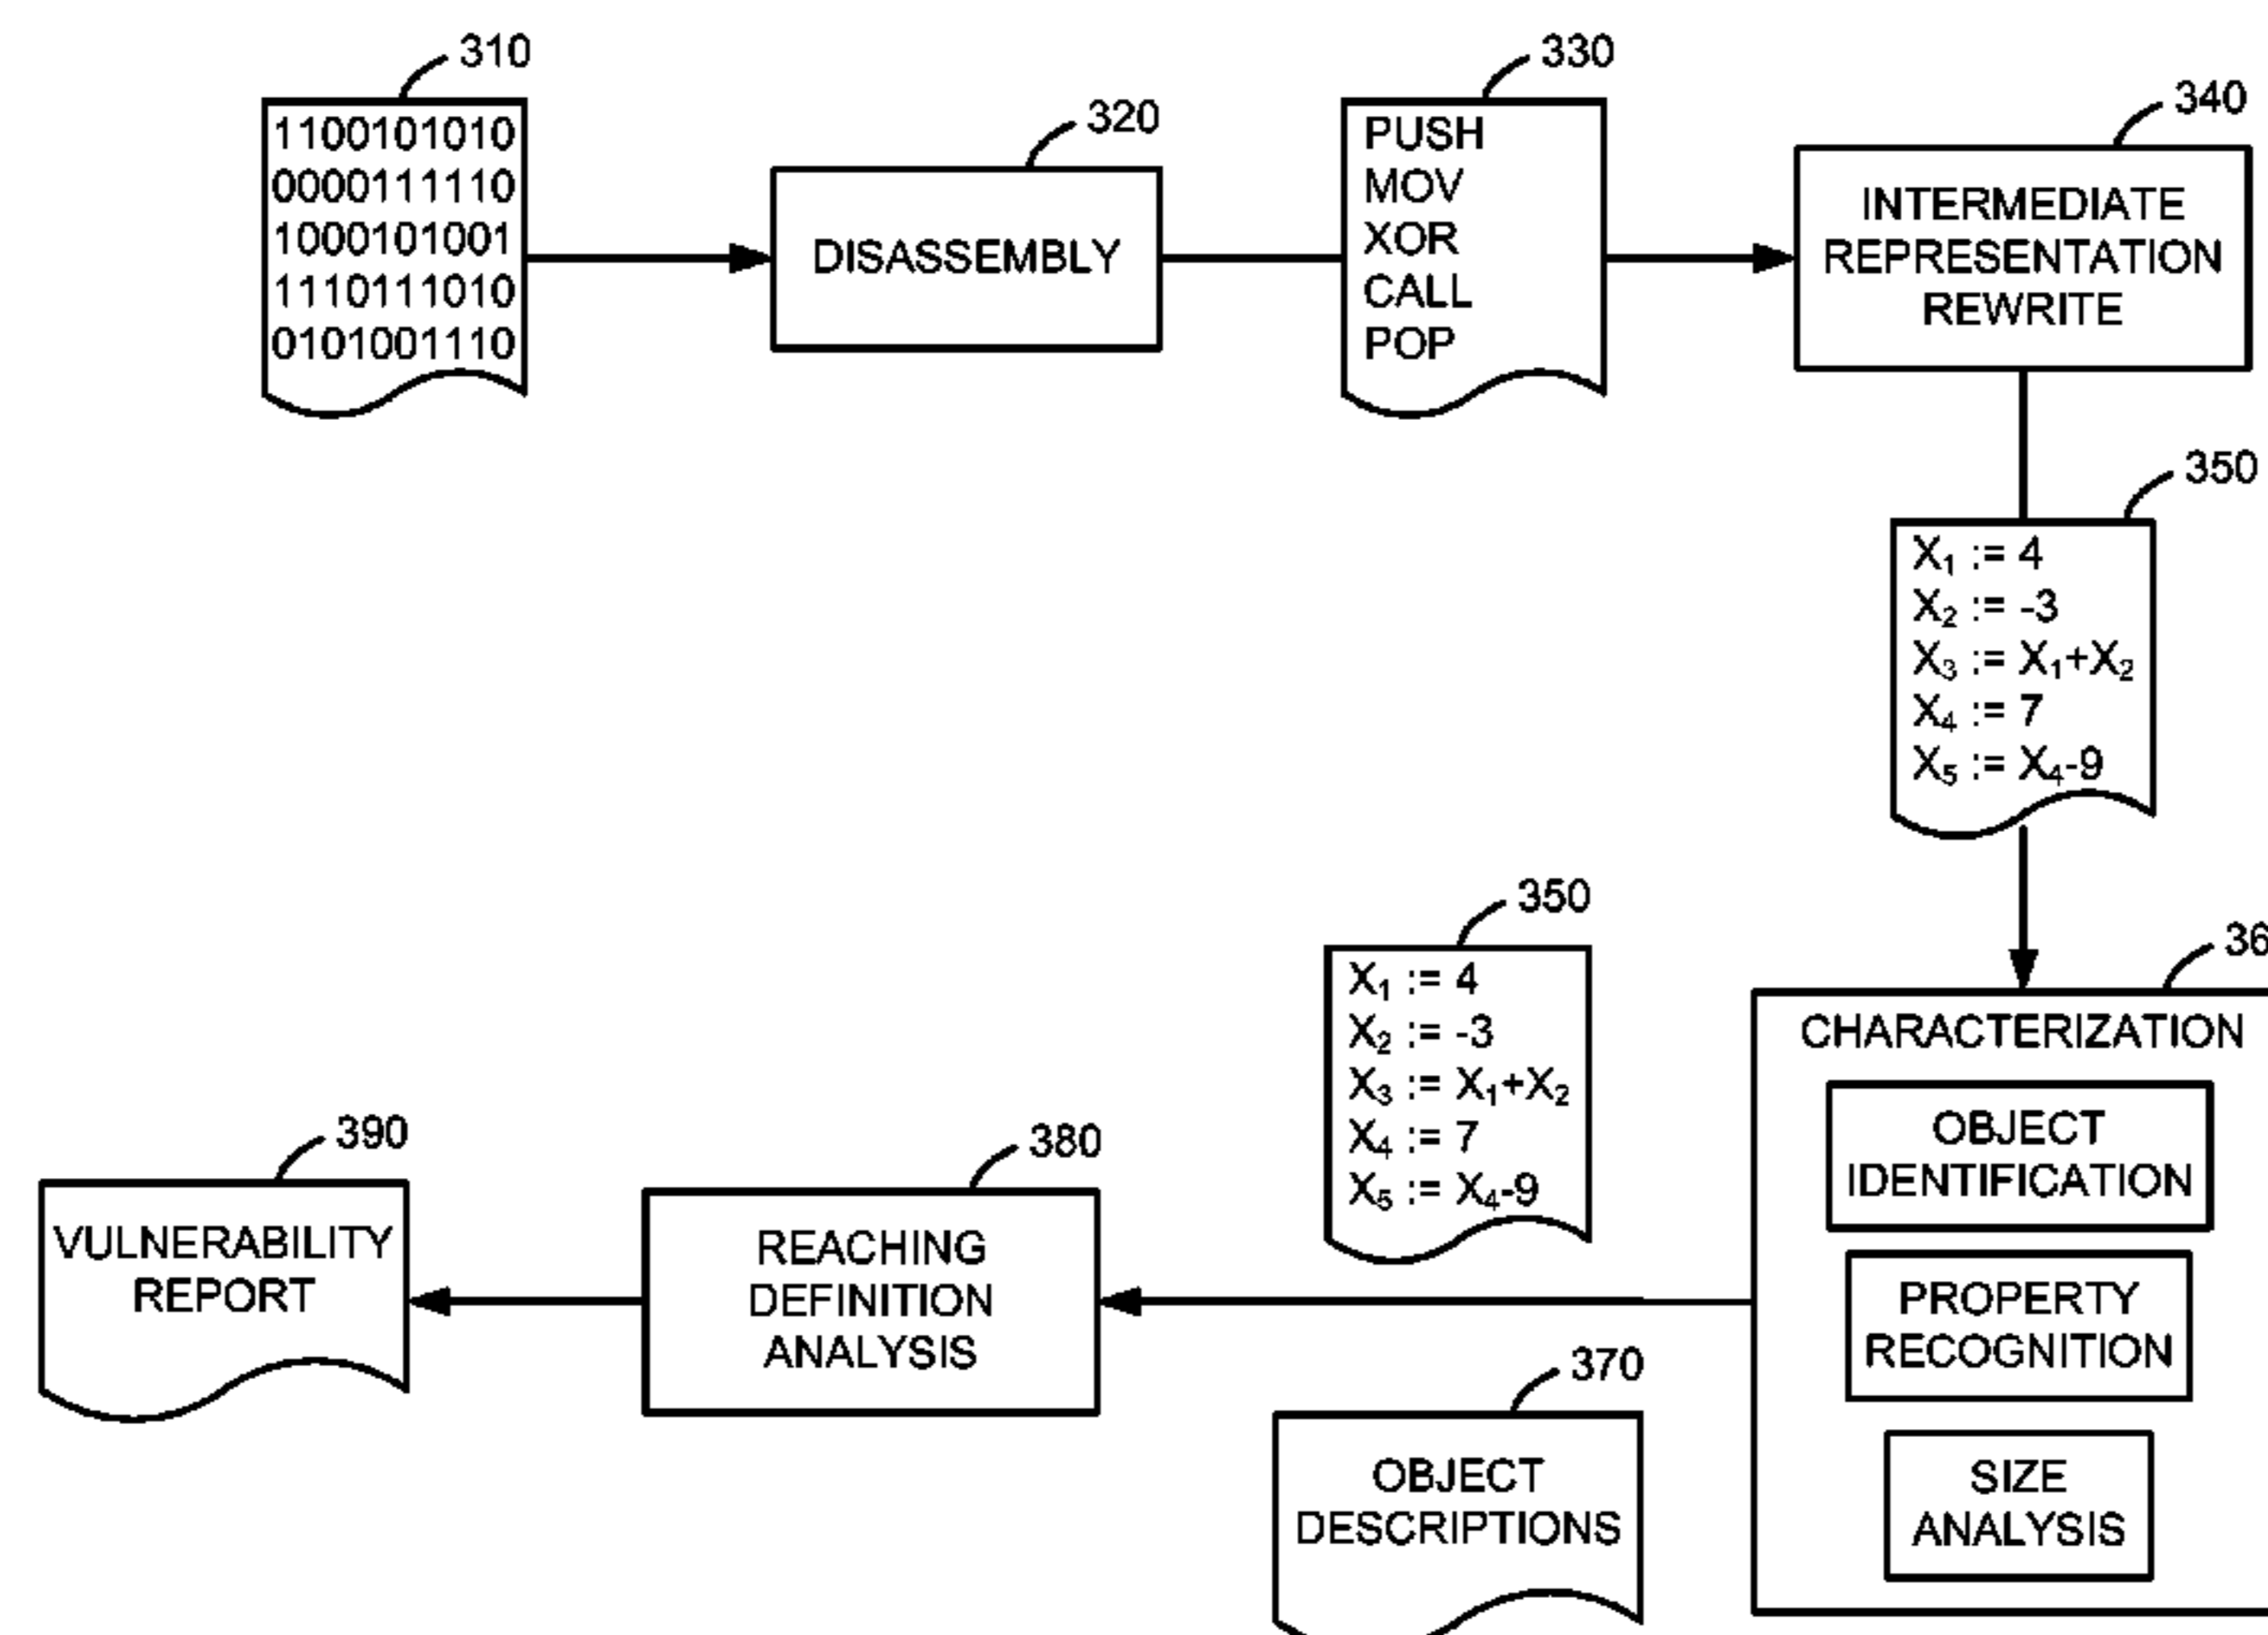 310
1100101010
0000111110
1000101001
1110111010
0101001110
320
DISASSEMBLY
330
PUSH
MOV
XOR
CALL
POP
340
INTERMEDIATE
REPRESENTATION
REWRITE
350
X₁ := 4
X₂ := -3
X₃ := X₁+X₂
X₄ := 7
X₅ := X₄-9
36
CHARACTERIZATION
OBJECT
IDENTIFICATION
PROPERTY
RECOGNITION
SIZE
ANALYSIS
350
X₁ := 4
X₂ := -3
X₃ := X₁+X₂
X₄ := 7
X₅ := X₄-9
370
OBJECT
DESCRIPTIONS
380
REACHING
DEFINITION
ANALYSIS
390
VULNERABILITY
REPORT